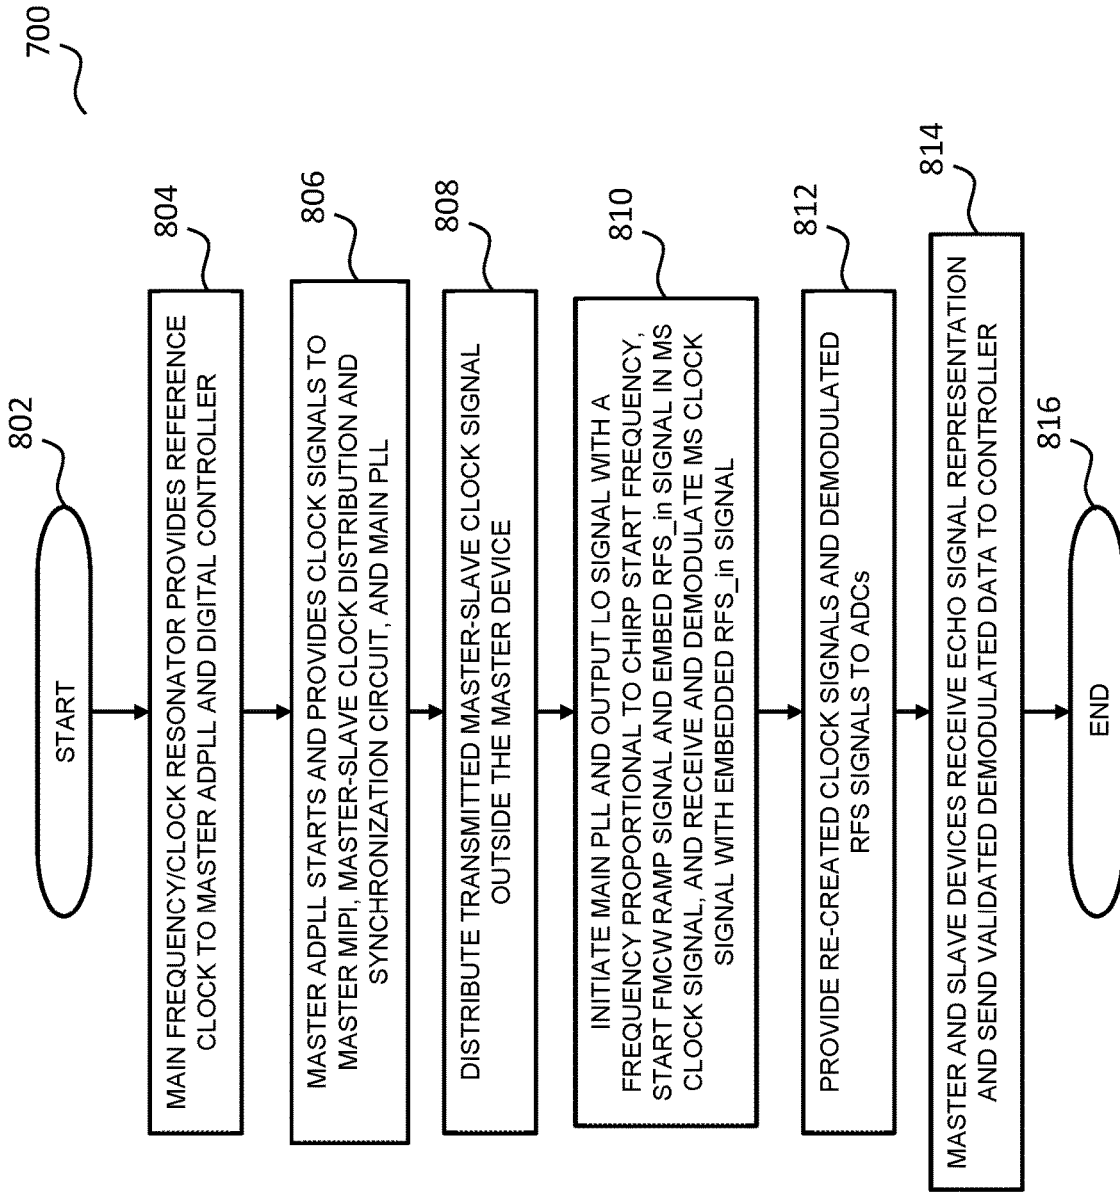 700
802
START
804
MAIN FREQUENCY/CLOCK RESONATOR PROVIDES REFERENCE
CLOCK TO MASTER ADPLL AND DIGITAL CONTROLLER
806
MASTER ADPLL STARTS AND PROVIDES CLOCK SIGNALS TO
MASTER MIPI, MASTER-SLAVE CLOCK DISTRIBUTION AND
SYNCHRONIZATION CIRCUIT, AND MAIN PLL
808
DISTRIBUTE TRANSMITTED MASTER-SLAVE CLOCK SIGNAL
OUTSIDE THE MASTER DEVICE
810
INITIATE MAIN PLL AND OUTPUT LO SIGNAL WITH A
FREQUENCY PROPORTIONAL TO CHIRP START FREQUENCY,
START FMCW RAMP SIGNAL AND EMBED RFS_in SIGNAL IN MS
CLOCK SIGNAL, AND RECEIVE AND DEMODULATE MS CLOCK
SIGNAL WITH EMBEDDED RFS_in SIGNAL
812
PROVIDE RE-CREATED CLOCK SIGNALS AND DEMODULATED
RFS SIGNALS TO ADCs
814
MASTER AND SLAVE DEVICES RECEIVE ECHO SIGNAL REPRESENTATION
AND SEND VALIDATED DEMODULATED DATA TO CONTROLLER
816
END